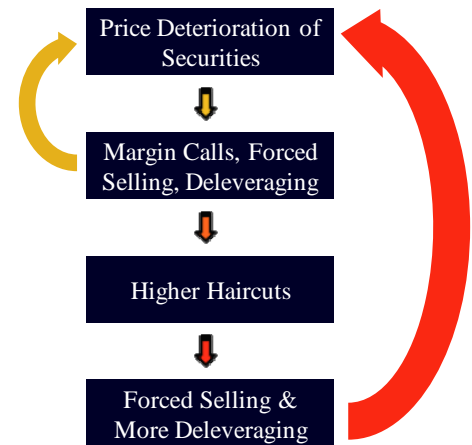 Price Deterioration of
Securities
Margin Calls, Forced
Selling, Deleveraging
Higher Haircuts
Forced Selling &
More Deleveraging